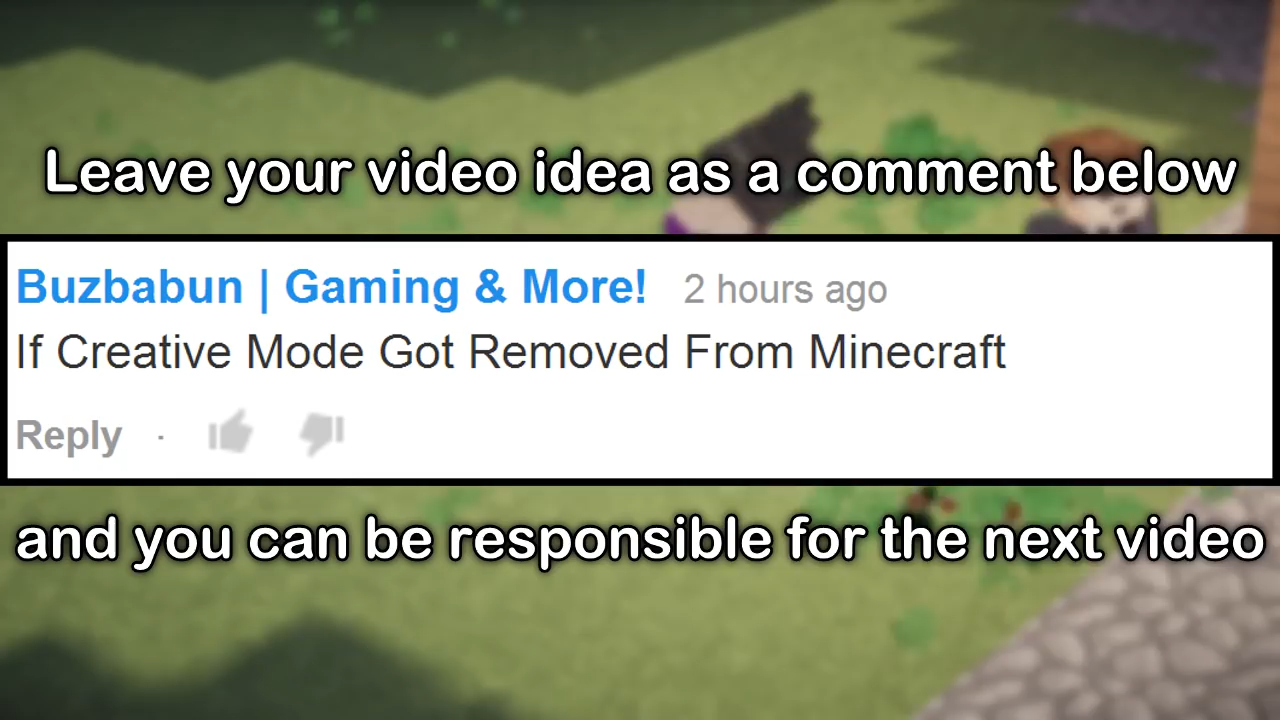 Leave your video idea as a comment below
Buzbabun | Gaming & More! 2 hours ago
If Creative Mode Got Removed From Minecraft
Reply ·
and you can be responsible for the next video